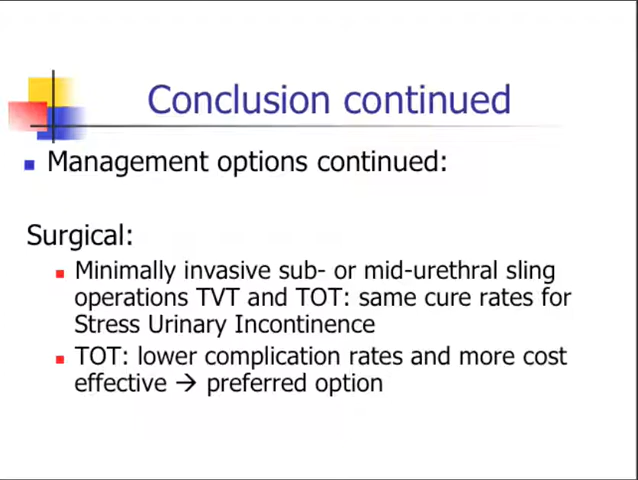 Conclusion continued
Management options continued:
Surgical:
Minimally invasive sub- or mid-urethral sling
operations TVT and TOT: same cure rates for
Stress Urinary Incontinence
TOT: lower complication rates and more cost
effective → preferred option